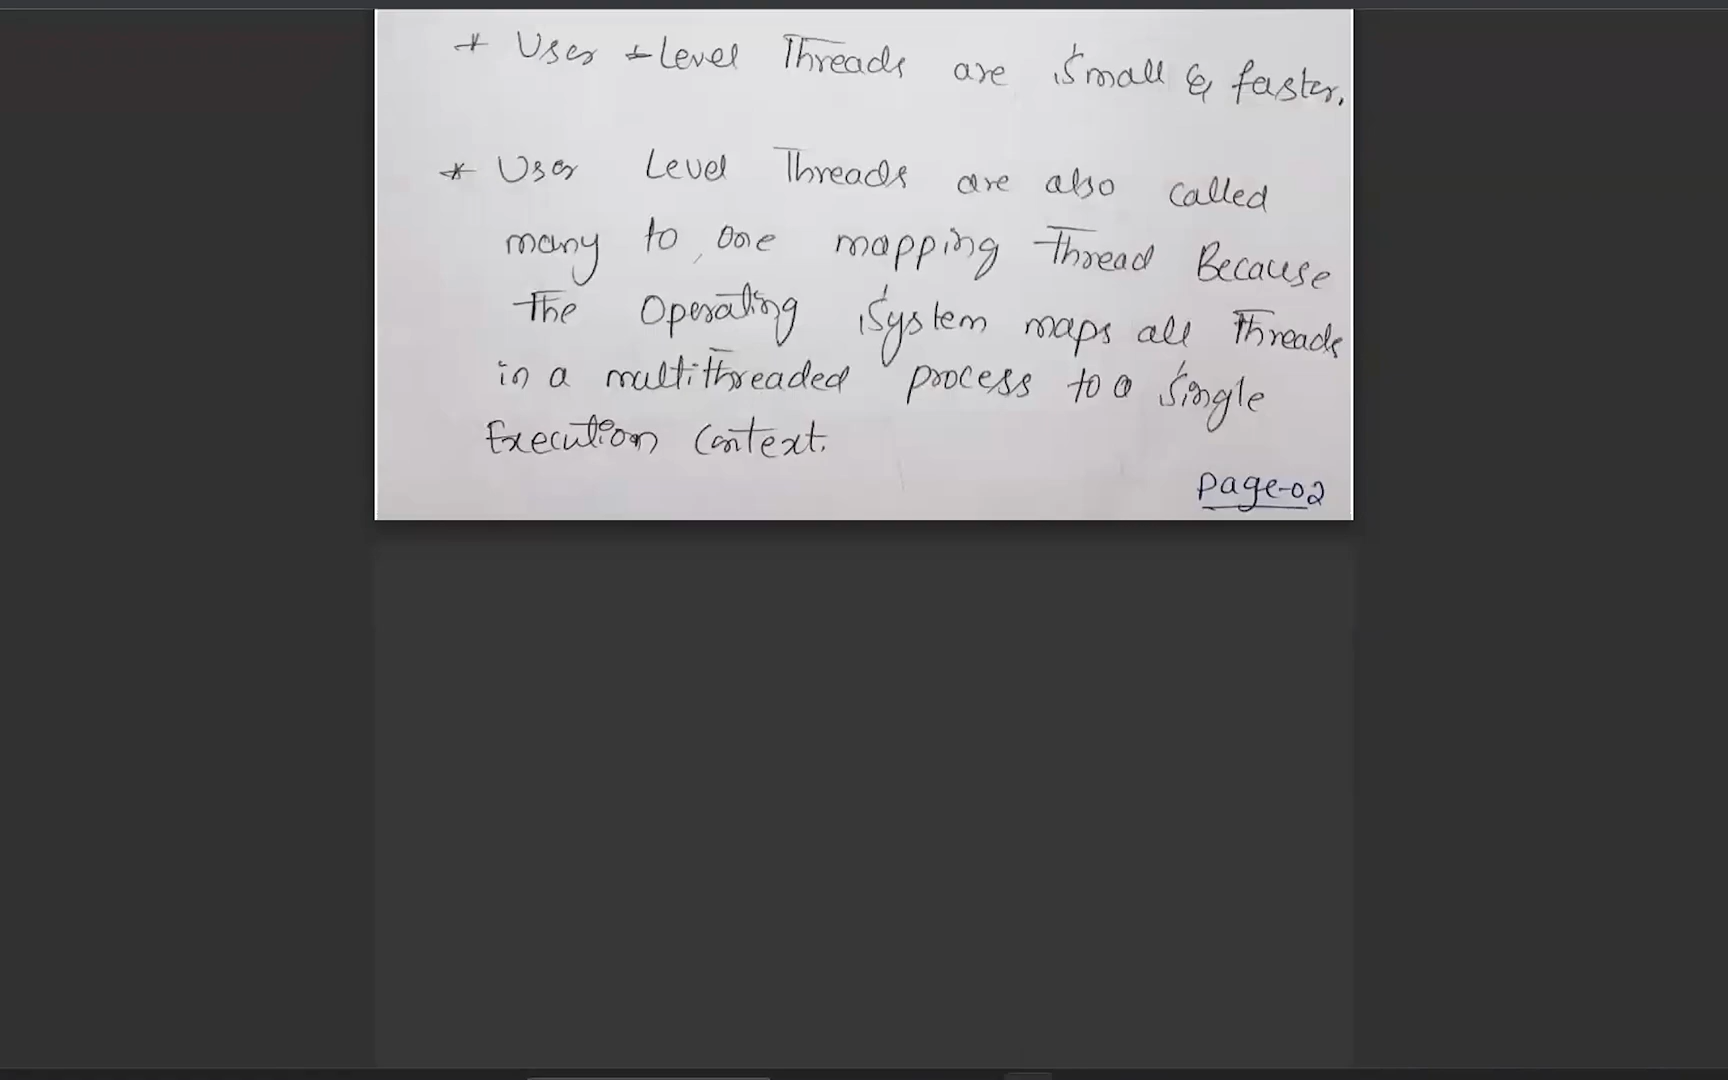 * User - Level Threads are Small & faster.
* User Level Threads are also called
many to one mapping Thread Because
The Operating System maps all Threads
in a multithreaded process to a Single
Execution Context.
Page-02